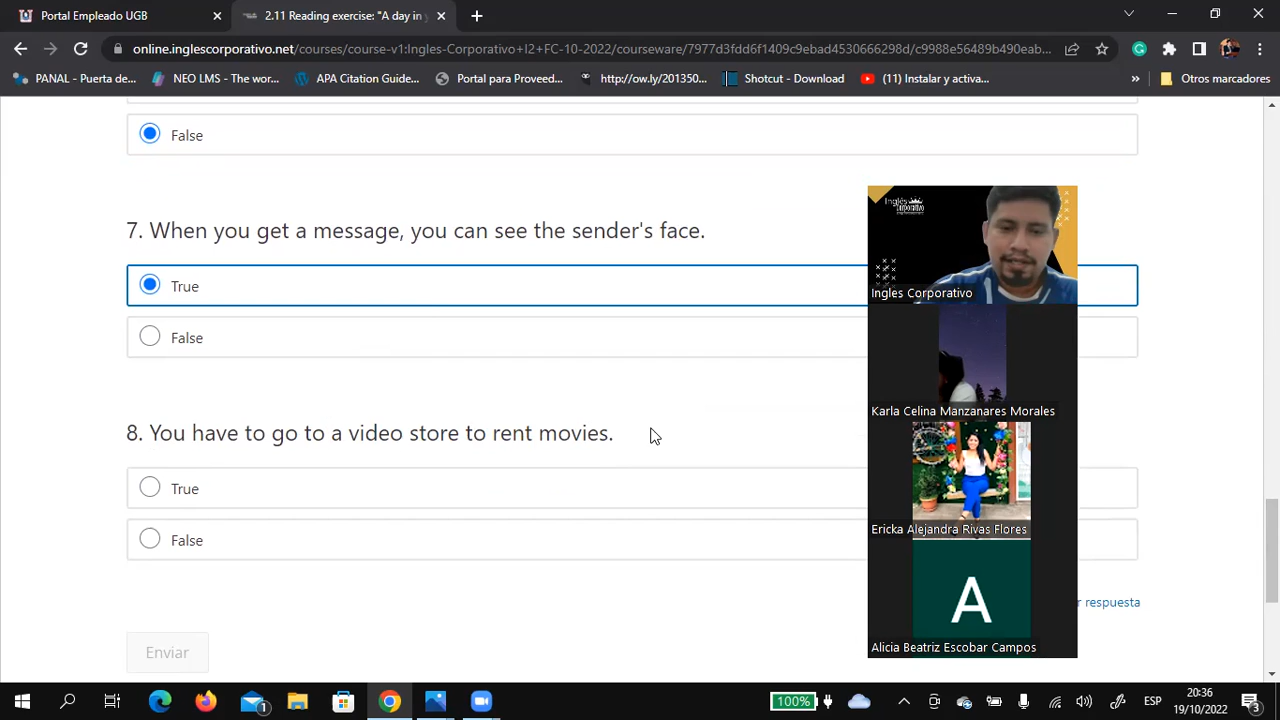 Portal Empleado UGB
2.11 Reading exercise: "A day in y
online.inglescorporativo.net/courses/course-v1:Ingles-Corporativo+I2+FC-10-2022/courseware/7977d3fdd6f1409c9ebad4530666298d/c9988e56489b490eab...
PANAL - Puerta de...
NEO LMS - The wor...
APA Citation Guide...
Portal para Proveed...
http://ow.ly/201350...
Shotcut - Download
(11) Instalar y activa...
»
Otros marcadores
False
7. When you get a message, you can see the sender's face.
True
False
8. You have to go to a video store to rent movies.
True
False
r respuesta
Enviar
Inglés
Corporativo
Ingles Corporativo
Karla Celina Manzanares Morales
Ericka Alejandra Rivas Flores
A
Alicia Beatriz Escobar Campos
1
100%
ESP
20:36
19/10/2022
3